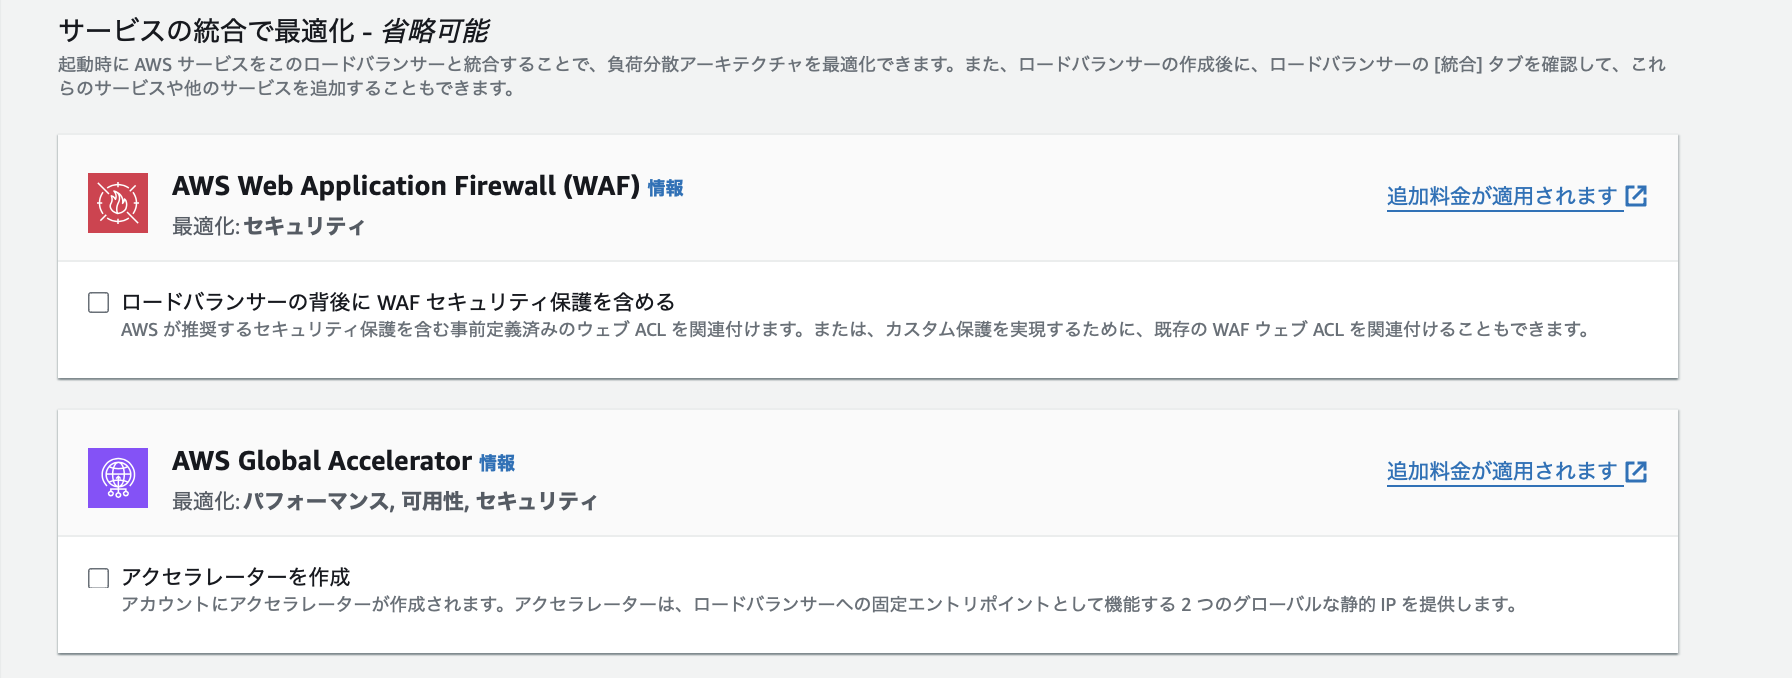 サービスの統合で最適化 - 省略可能
起動時に AWS サービスをこのロードバランサーと統合することで、負荷分散アーキテクチャを最適化できます。また、ロードバランサーの作成後に、ロードバランサーの [統合] タブを確認して、これ
らのサービスや他のサービスを追加することもできます。
AWS Web Application Firewall (WAF) 情報
追加料金が適用されます
最適化: セキュリティ
ロードバランサーの背後に WAF セキュリティ保護を含める
AWS が推奨するセキュリティ保護を含む事前定義済みのウェブ ACL を関連付けます。または、カスタム保護を実現するために、既存の WAF ウェブ ACL を関連付けることもできます。
AWS Global Accelerator 情報
追加料金が適用されます
最適化: パフォーマンス, 可用性, セキュリティ
アクセラレーターを作成
アカウントにアクセラレーターが作成されます。アクセラレーターは、ロードバランサーへの固定エントリポイントとして機能する 2 つのグローバルな静的 IP を提供します。